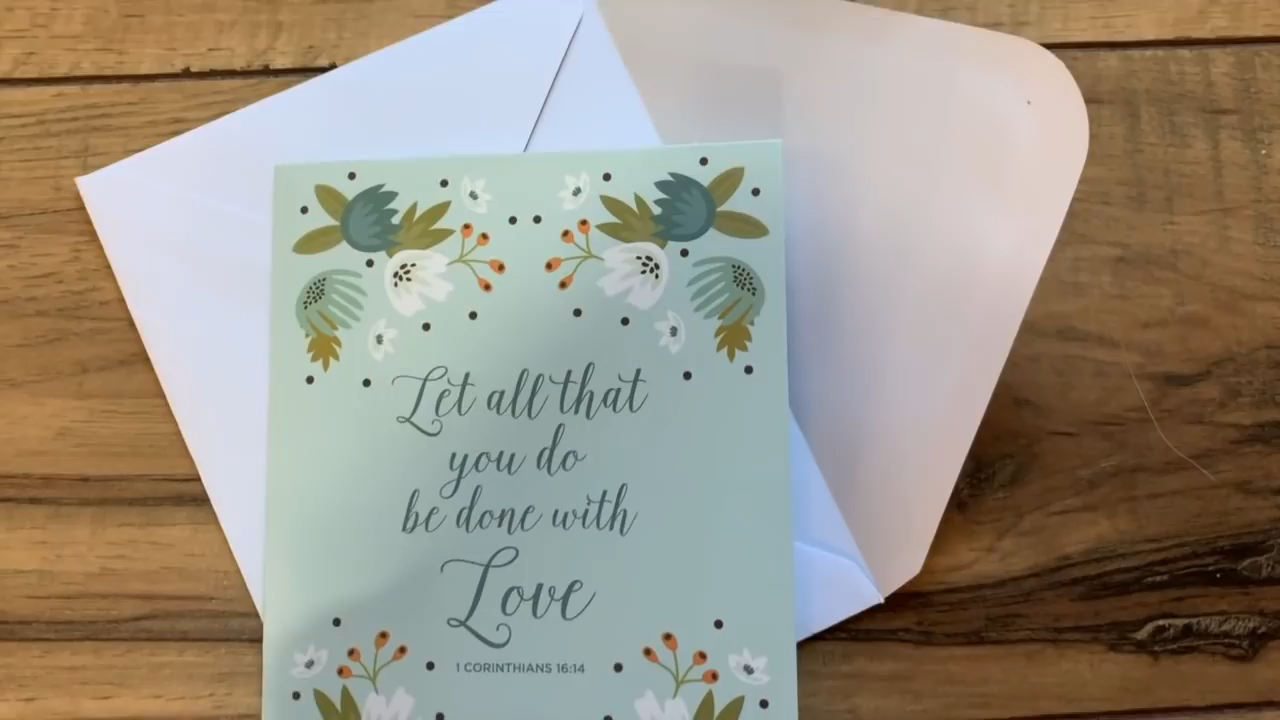 Let all that
you do
be done with
Love
1 CORINTHIANS 16:14